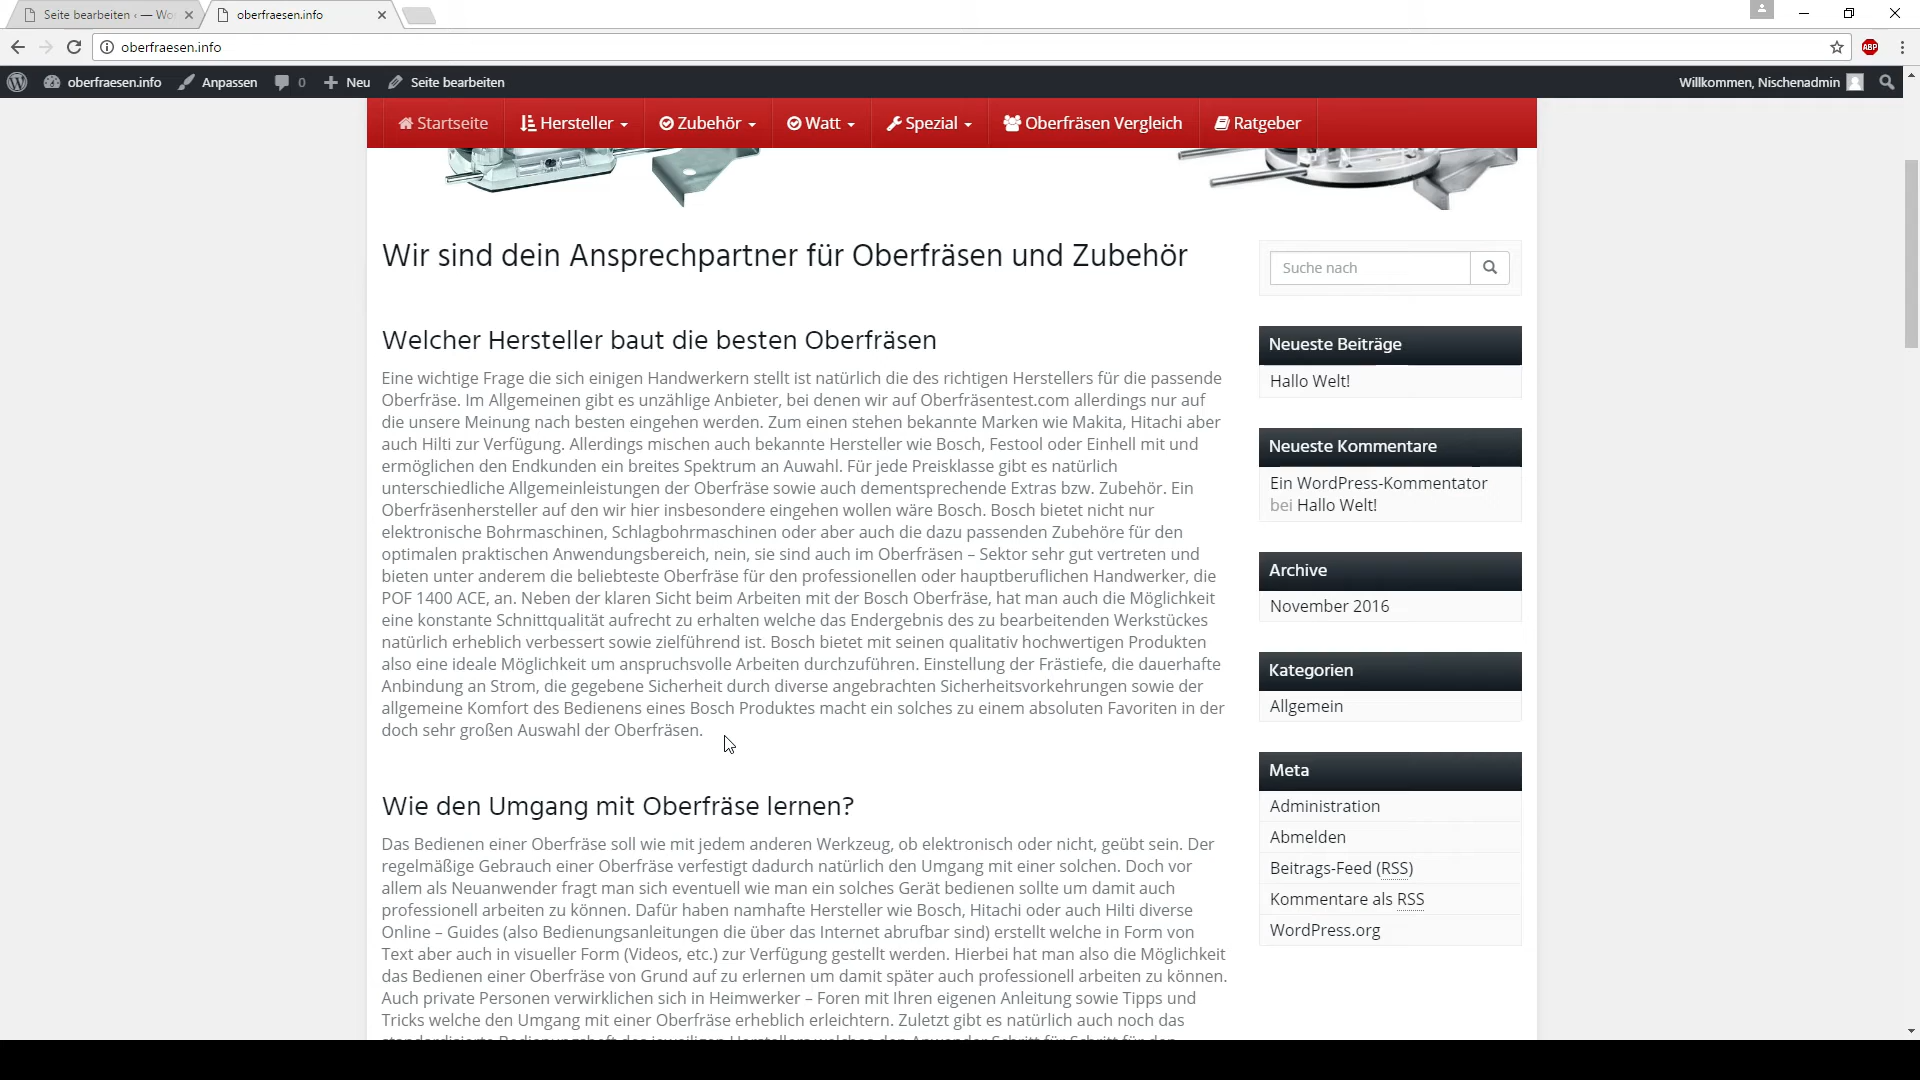 Seite bearbeiten ‹ — Wo
oberfraesen.info
oberfraesen.info
ABP
oberfraesen.info Anpassen 0 Neu Seite bearbeiten Willkommen, Nischenadmin
Startseite Hersteller Zubehör Watt Spezial Oberfräsen Vergleich Ratgeber
Wir sind dein Ansprechpartner für Oberfräsen und Zubehör
Welcher Hersteller baut die besten Oberfräsen
Eine wichtige Frage die sich einigen Handwerkern stellt ist natürlich die des richtigen Herstellers für die passende
Oberfräse. Im Allgemeinen gibt es unzählige Anbieter, bei denen wir auf Oberfräsentest.com allerdings nur auf
die unsere Meinung nach besten eingehen werden. Zum einen stehen bekannte Marken wie Makita, Hitachi aber
auch Hilti zur Verfügung. Allerdings mischen auch bekannte Hersteller wie Bosch, Festool oder Einhell mit und
ermöglichen den Endkunden ein breites Spektrum an Auwahl. Für jede Preisklasse gibt es natürlich
unterschiedliche Allgemeinleistungen der Oberfräse sowie auch dementsprechende Extras bzw. Zubehör. Ein
Oberfräsenhersteller auf den wir hier insbesondere eingehen wollen wäre Bosch. Bosch bietet nicht nur
elektronische Bohrmaschinen, Schlagbohrmaschinen oder aber auch die dazu passenden Zubehöre für den
optimalen praktischen Anwendungsbereich, nein, sie sind auch im Oberfräsen – Sektor sehr gut vertreten und
bieten unter anderem die beliebteste Oberfräse für den professionellen oder hauptberuflichen Handwerker, die
POF 1400 ACE, an. Neben der klaren Sicht beim Arbeiten mit der Bosch Oberfräse, hat man auch die Möglichkeit
eine konstante Schnittqualität aufrecht zu erhalten welche das Endergebnis des zu bearbeitenden Werkstückes
natürlich erheblich verbessert sowie zielführend ist. Bosch bietet mit seinen qualitativ hochwertigen Produkten
also eine ideale Möglichkeit um anspruchsvolle Arbeiten durchzuführen. Einstellung der Frästiefe, die dauerhafte
Anbindung an Strom, die gegebene Sicherheit durch diverse angebrachten Sicherheitsvorkehrungen sowie der
allgemeine Komfort des Bedienens eines Bosch Produktes macht ein solches zu einem absoluten Favoriten in der
doch sehr großen Auswahl der Oberfräsen.
Wie den Umgang mit Oberfräse lernen?
Das Bedienen einer Oberfräse soll wie mit jedem anderen Werkzeug, ob elektronisch oder nicht, geübt sein. Der
regelmäßige Gebrauch einer Oberfräse verfestigt dadurch natürlich den Umgang mit einer solchen. Doch vor
allem als Neuanwender fragt man sich eventuell wie man ein solches Gerät bedienen sollte um damit auch
professionell arbeiten zu können. Dafür haben namhafte Hersteller wie Bosch, Hitachi oder auch Hilti diverse
Online – Guides (also Bedienungsanleitungen die über das Internet abrufbar sind) erstellt welche in Form von
Text aber auch in visueller Form (Videos, etc.) zur Verfügung gestellt werden. Hierbei hat man also die Möglichkeit
das Bedienen einer Oberfräse von Grund auf zu erlernen um damit später auch professionell arbeiten zu können.
Auch private Personen verwirklichen sich in Heimwerker – Foren mit Ihren eigenen Anleitung sowie Tipps und
Tricks welche den Umgang mit einer Oberfräse erheblich erleichtern. Zuletzt gibt es natürlich auch noch das
Suche nach
Neueste Beiträge
Hallo Welt!
Neueste Kommentare
Ein WordPress-Kommentator
bei Hallo Welt!
Archive
November 2016
Kategorien
Allgemein
Meta
Administration
Abmelden
Beitrags-Feed (RSS)
Kommentare als RSS
WordPress.org